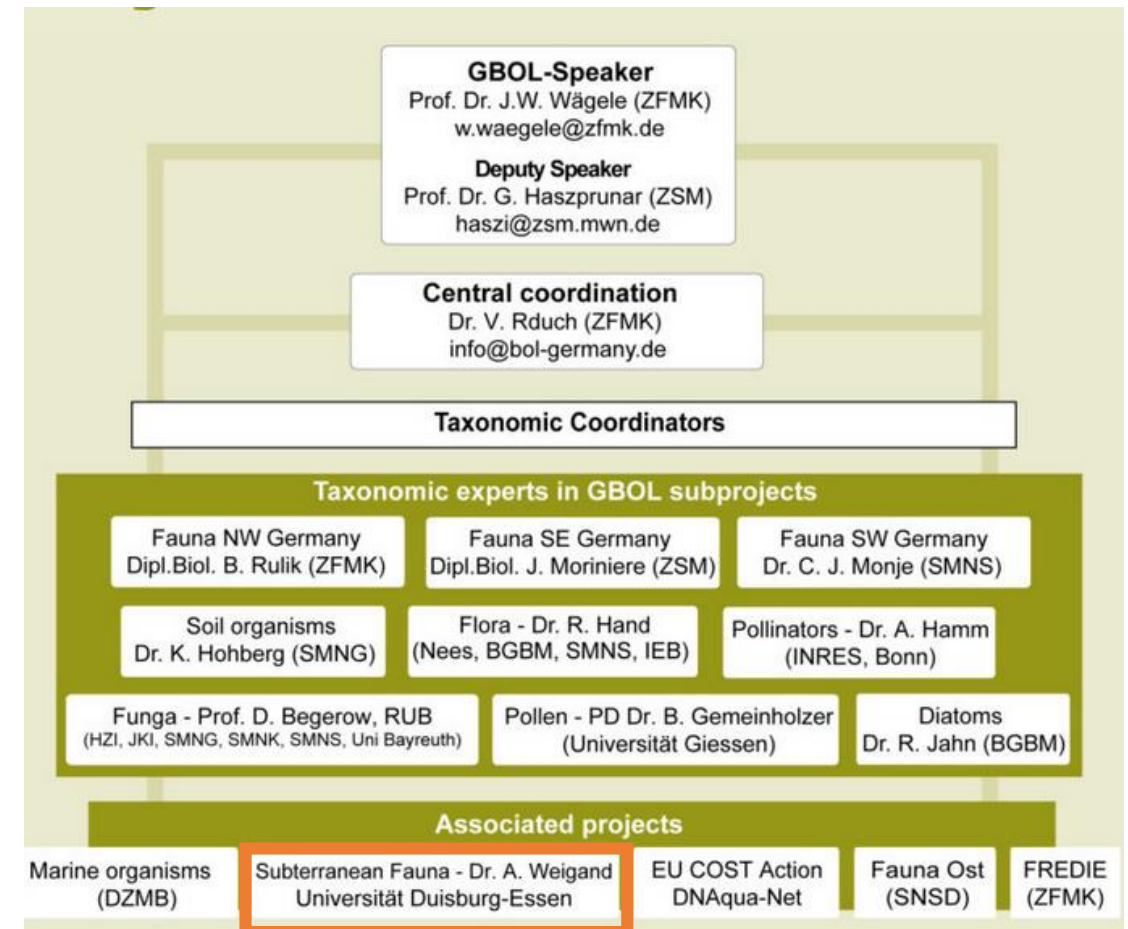 GBOL-Speaker
Prof. Dr. J.W. Wägele (ZFMK)
w.waegele@zfmk.de
Deputy Speaker
Prof. Dr. G. Haszprunar (ZSM)
haszi@zsm.mwn.de
Central coordination
Dr. V. Rduch (ZFMK)
info@bol-germany.de
Taxonomic Coordinators
Taxonomic experts in GBOL subprojects
Fauna NW Germany
Dipl.Biol. B. Rulik (ZFMK)
Fauna SE Germany
Dipl.Biol. J. Moriniere (ZSM)
Fauna SW Germany
Dr. C. J. Monje (SMNS)
Soil organisms
Dr. K. Hohberg (SMNG)
Flora - Dr. R. Hand
(Nees, BGBM, SMNS, IEB)
Pollinators - Dr. A. Hamm
(INRES, Bonn)
Funga - Prof. D. Begerow, RUB
(HZI, JKI, SMNG, SMNK, SMNS, Uni Bayreuth)
Pollen - PD Dr. B. Gemeinholzer
(Universität Giessen)
Diatoms
Dr. R. Jahn (BGBM)
Associated projects
Marine organisms
(DZMB)
Subterranean Fauna - Dr. A. Weigand
Universität Duisburg-Essen
EU COST Action
DNAqua-Net
Fauna Ost
(SNSD)
FREDIE
(ZFMK)